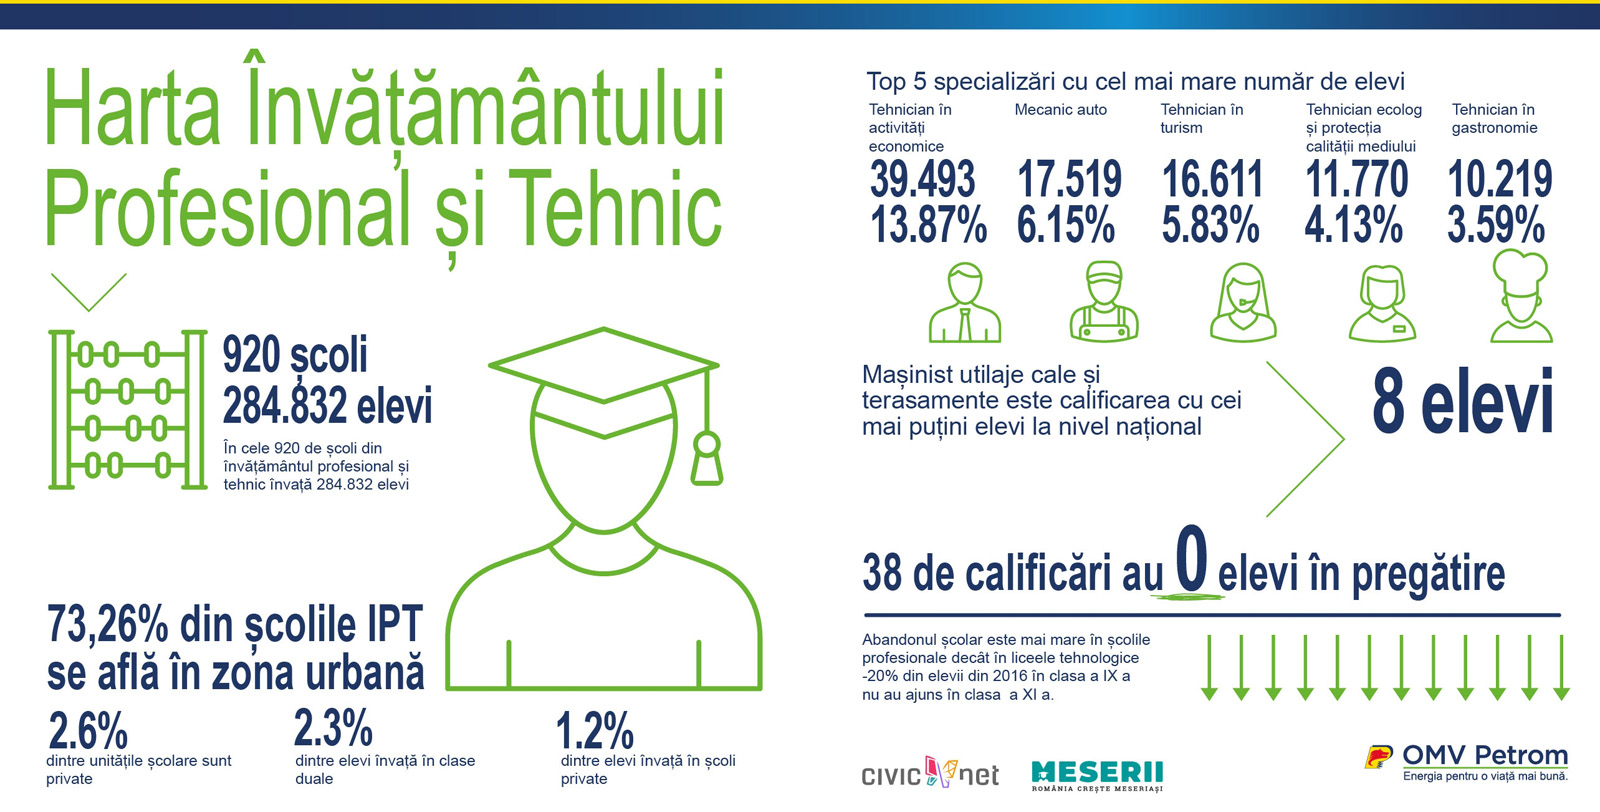 Harta Învățământului
Profesional și Tehnic
920 școli
284.832 elevi
În cele 920 de școli din
învățământul profesional și
tehnic învață 284.832 elevi
73,26% din școlile IPT
se află în zona urbană
2.6%
dintre unitățile școlare sunt
private
2.3%
dintre elevi învață în clase
duale
1.2%
dintre elevi învață în școli
private
Top 5 specializări cu cel mai mare număr de elevi
Tehnician în
activități
economice
39.493
13.87%
Mecanic auto
17.519
6.15%
Tehnician în
turism
16.611
5.83%
Tehnician ecolog
și protecția
calității mediului
11.770
4.13%
Tehnician în
gastronomie
10.219
3.59%
Mașinist utilaje cale și
terasamente este calificarea cu cei
mai puțini elevi la nivel național
8 elevi
38 de calificări au 0 elevi în pregătire
Abandonul școlar este mai mare în școlile
profesionale decât în liceele tehnologice
-20% din elevii din 2016 în clasa a IX a
nu au ajuns în clasa a XI a.
civic net
MESERII
ROMÂNIA CREȘTE MESERIAȘI
OMV Petrom
Energia pentru o viață mai bună.